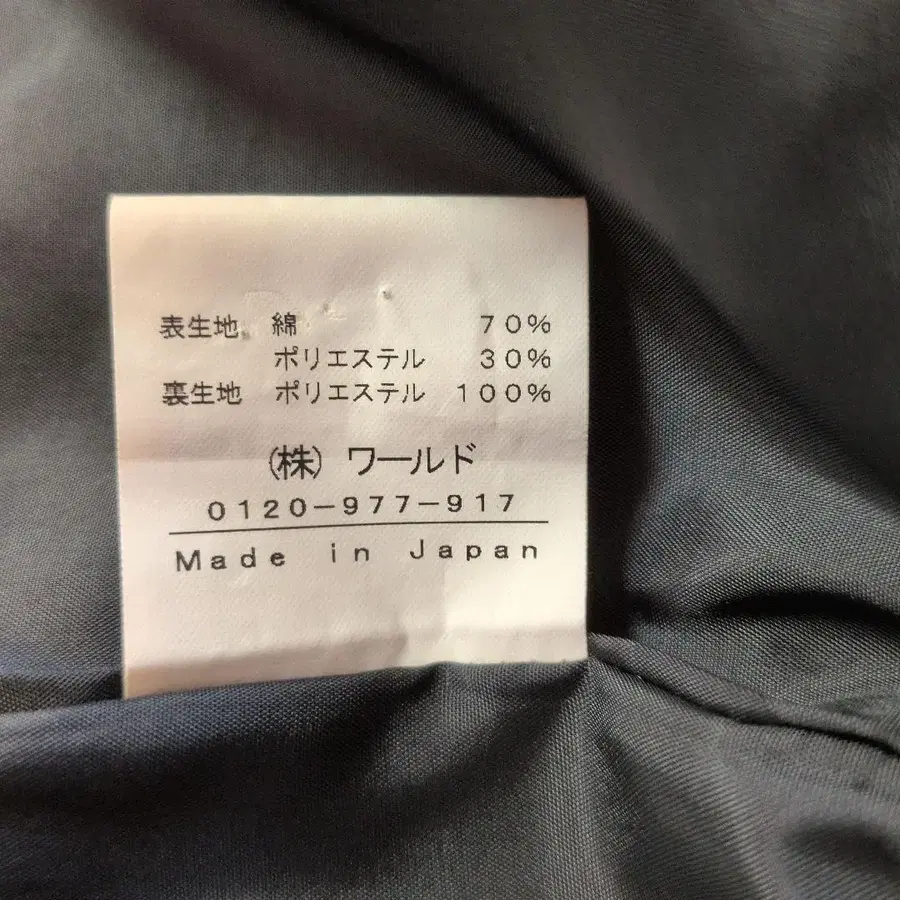 表生地 綿 70%
ポリエステル 30%
裏生地 ポリエステル 100%
(株) ワールド
0120-977-917
Made in Japan